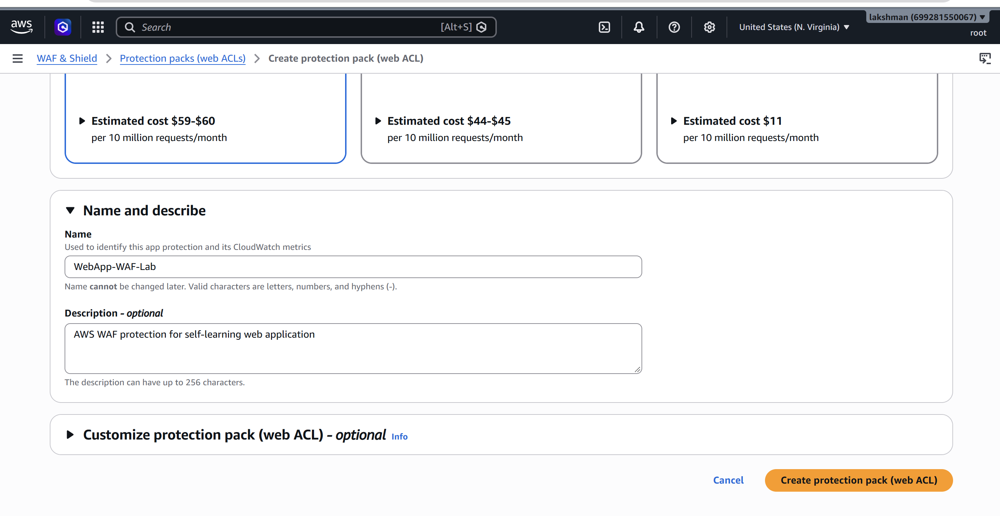 aws
Search
[Alt+S]
United States (N. Virginia)
lakshman (699281550067)
root
WAF & Shield
Protection packs (web ACLs)
Create protection pack (web ACL)
Estimated cost $59-$60
per 10 million requests/month
Estimated cost $44-$45
per 10 million requests/month
Estimated cost $11
per 10 million requests/month
Name and describe
Name
Used to identify this app protection and its CloudWatch metrics
WebApp-WAF-Lab
Name cannot be changed later. Valid characters are letters, numbers, and hyphens (-).
Description - optional
AWS WAF protection for self-learning web application
The description can have up to 256 characters.
Customize protection pack (web ACL) - optional Info
Cancel
Create protection pack (web ACL)